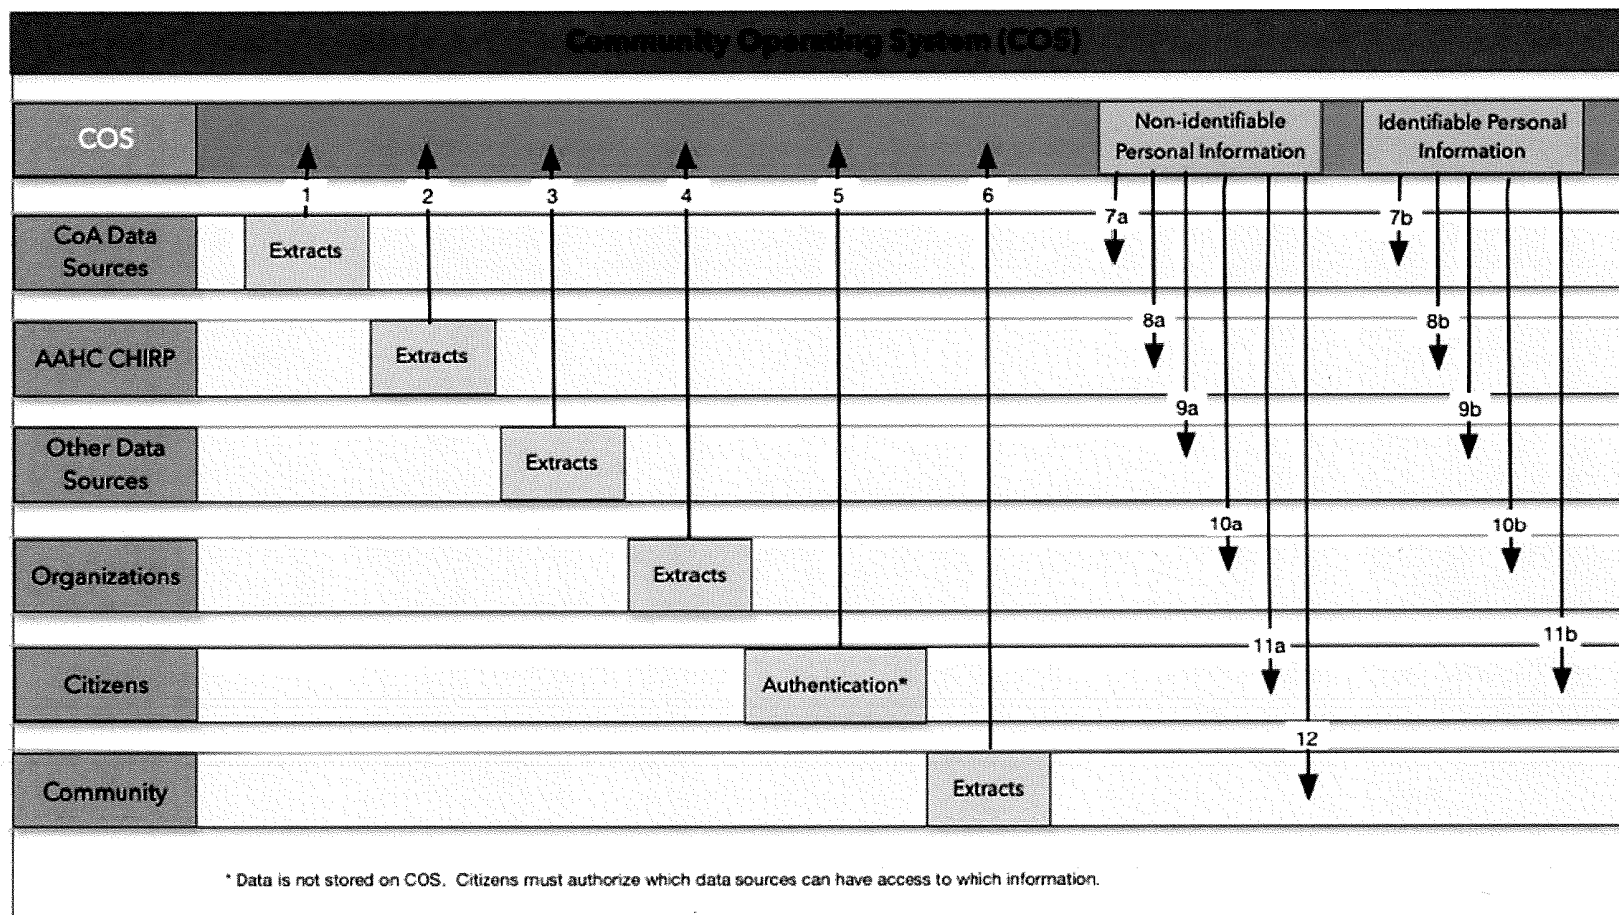 Community Operating System (COS)
COS
Non-identifiable
Personal Information
Identifiable Personal
Information
1
2
3
4
5
6
7a
7b
CoA Data
Sources
Extracts
8a
8b
AAHC CHIRP
Extracts
9a
9b
Other Data
Sources
Extracts
10a
10b
Organizations
Extracts
11a
11b
Citizens
Authentication*
12
Community
Extracts
* Data is not stored on COS. Citizens must authorize which data sources can have access to which information.